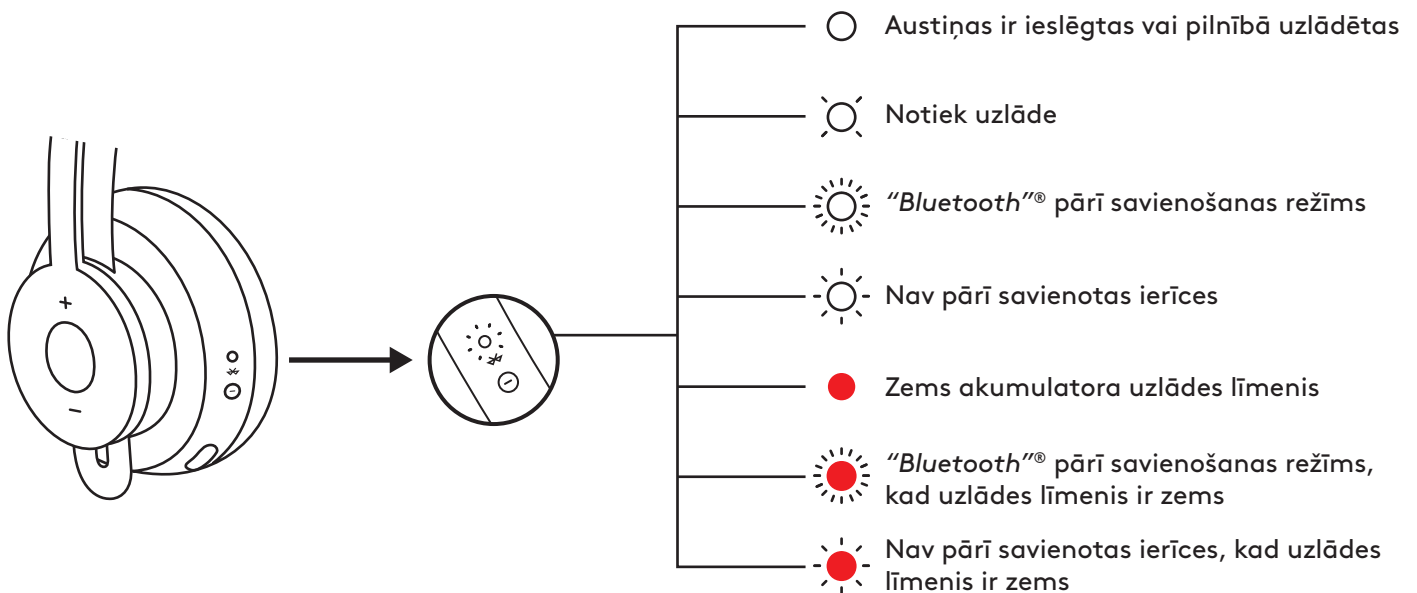 Austiņas ir ieslēgtas vai pilnībā uzlādētas
Notiek uzlāde
“Bluetooth”® pārī savienošanas režīms
Nav pārī savienotas ierīces
Zems akumulatora uzlādes līmenis
“Bluetooth”® pārī savienošanas režīms,
kad uzlādes līmenis ir zems
Nav pārī savienotas ierīces, kad uzlādes
līmenis ir zems